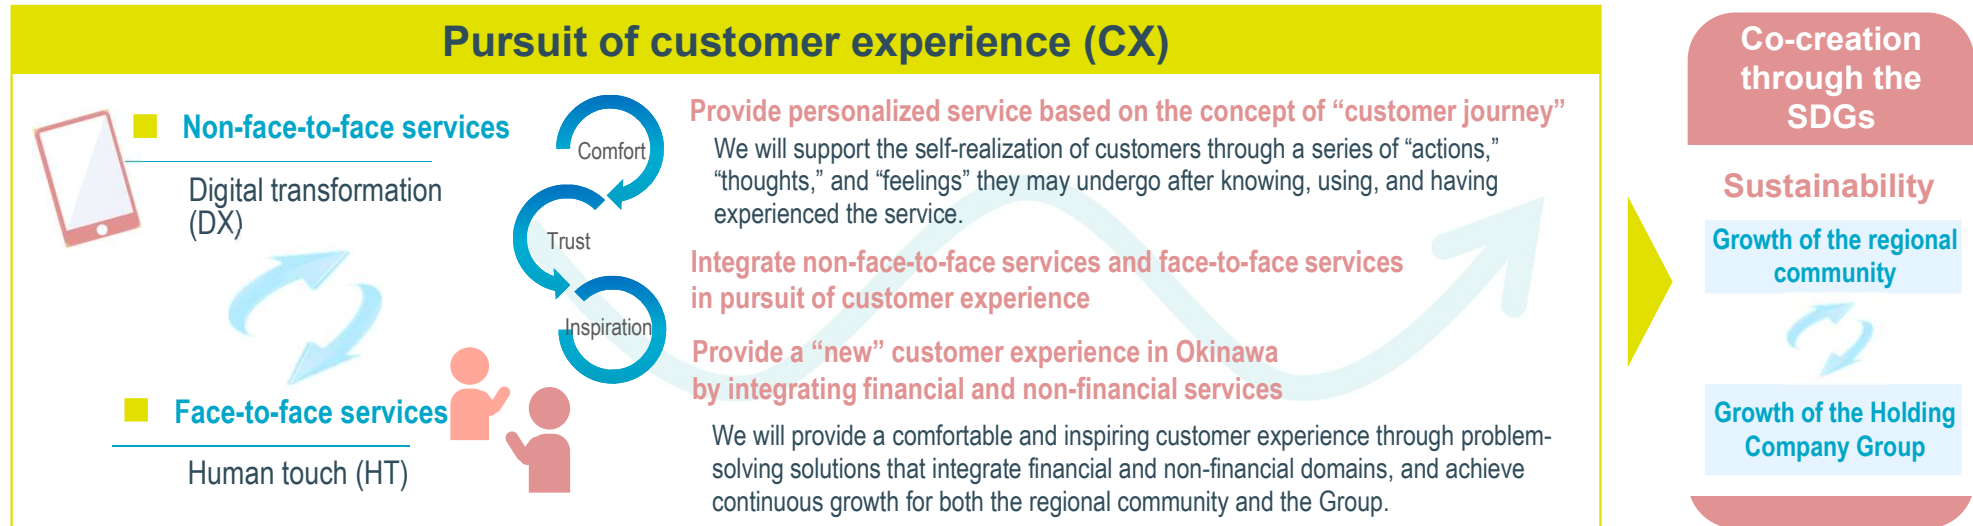 Pursuit of customer experience (CX)
Non-face-to-face services
Digital transformation
(DX)
Face-to-face services
Human touch (HT)
Comfort
Trust
Inspiration
Provide personalized service based on the concept of “customer journey”
We will support the self-realization of customers through a series of “actions,”
“thoughts,” and “feelings” they may undergo after knowing, using, and having
experienced the service.
Integrate non-face-to-face services and face-to-face services
in pursuit of customer experience
Provide a “new” customer experience in Okinawa
by integrating financial and non-financial services
We will provide a comfortable and inspiring customer experience through problem-
solving solutions that integrate financial and non-financial domains, and achieve
continuous growth for both the regional community and the Group.
Co-creation
through the
SDGs
Sustainability
Growth of the regional
community
Growth of the Holding
Company Group